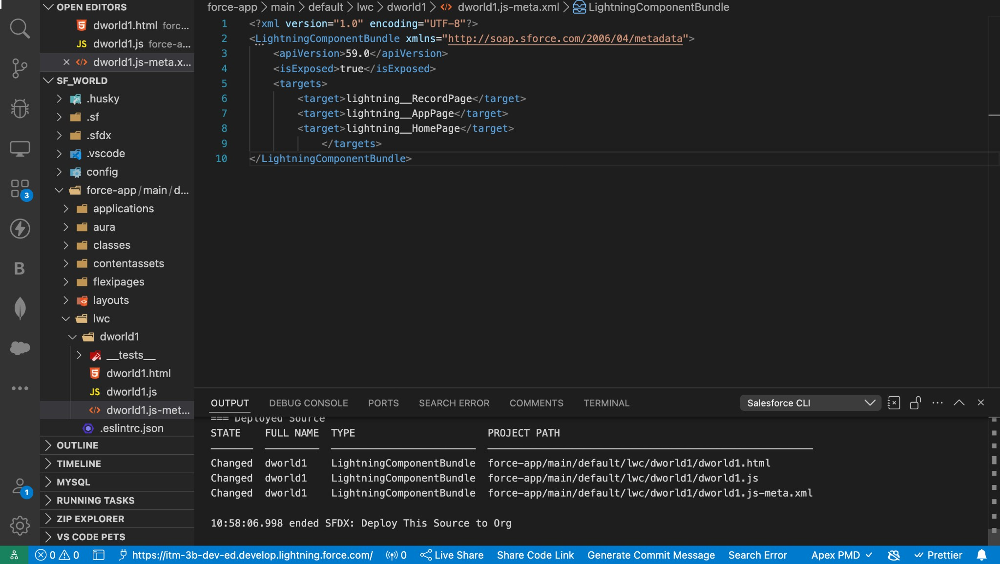 OPEN EDITORS
dworld1.html forc...
JS dworld1.js force-a...
dworld1.js-meta.x...
SF_WORLD
.husky
.sf
.sfdx
.vscode
config
force-app/main/d...
applications
aura
classes
contentassets
flexipages
layouts
lwc
dworld1
__tests__
dworld1.html
JS dworld1.js
dworld1.js-met...
.eslintrc.json
OUTLINE
TIMELINE
MYSQL
RUNNING TASKS
ZIP EXPLORER
VS CODE PETS
3
B
1
force-app > main > default > lwc > dworld1 > dworld1.js-meta.xml > LightningComponentBundle
1 <?xml version="1.0" encoding="UTF-8"?>
2 <LightningComponentBundle xmlns="http://soap.sforce.com/2006/04/metadata">
3 <apiVersion>59.0</apiVersion>
4 <isExposed>true</isExposed>
5 <targets>
6 <target>lightning__RecordPage</target>
7 <target>lightning__AppPage</target>
8 <target>lightning__HomePage</target>
9 </targets>
10 </LightningComponentBundle>
OUTPUT DEBUG CONSOLE PORTS SEARCH ERROR COMMENTS TERMINAL Salesforce CLI
=== Deployed Source
STATE FULL NAME TYPE PROJECT PATH
Changed dworld1 LightningComponentBundle force-app/main/default/lwc/dworld1/dworld1.html
Changed dworld1 LightningComponentBundle force-app/main/default/lwc/dworld1/dworld1.js
Changed dworld1 LightningComponentBundle force-app/main/default/lwc/dworld1/dworld1.js-meta.xml
10:58:06.998 ended SFDX: Deploy This Source to Org
0 0 https://itm-3b-dev-ed.develop.lightning.force.com/ 0 Live Share Share Code Link Generate Commit Message Search Error Apex PMD Prettier